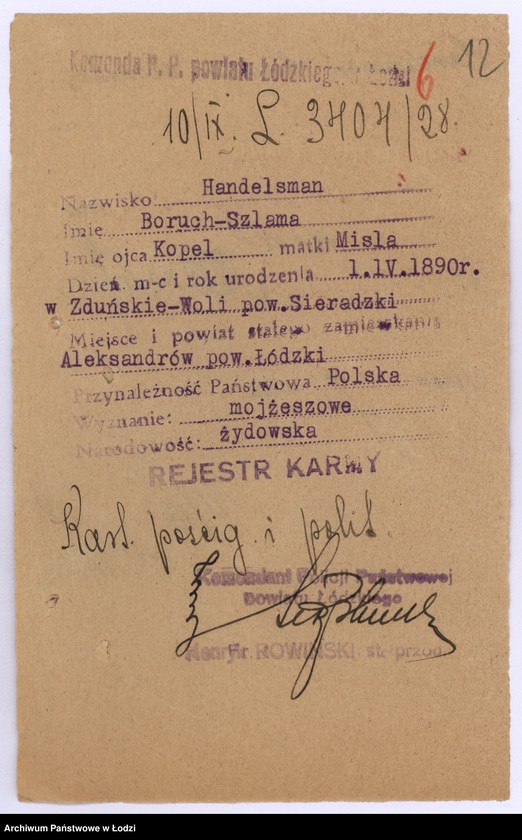 Komenda P. P. powiatu Łódzkiego w Łodzi
6 12
10/IX. L. 3404/28.
Nazwisko: Handelsman
Imię Boruch-Szlama
Imię ojca Kopel matki Misla
Dzień m-c i rok urodzenia 1.IV.1890r.
w Zduńskie-Woli pow.Sieradzki
Miejsce i powiat stałego zamieszkania
Aleksandrów pow.Łódzki
Przynależność Państwowa Polska
Wyznanie: mojżeszowe
Narodowość: żydowska
REJESTR KARNY
Kart. pościg. i polit.
Komendant Policji Państwowej
Powiatu Łódzkiego
Henryk ROWIŃSKI st. przod.
Archiwum Państwowe w Łodzi